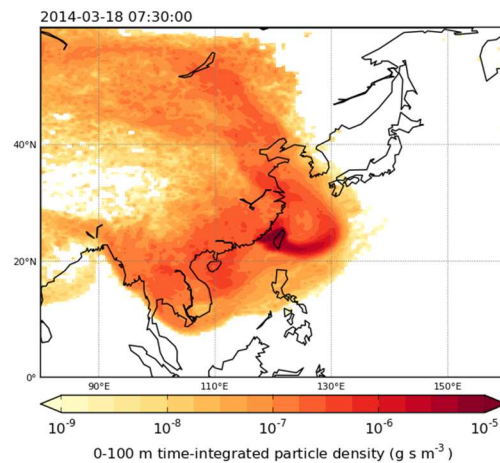 2014-03-18 07:30:00
40°N
20°N
0°
90°E 110°E 130°E 150°E
10⁻⁹ 10⁻⁸ 10⁻⁷ 10⁻⁶ 10⁻⁵
0-100 m time-integrated particle density (g s m⁻³)